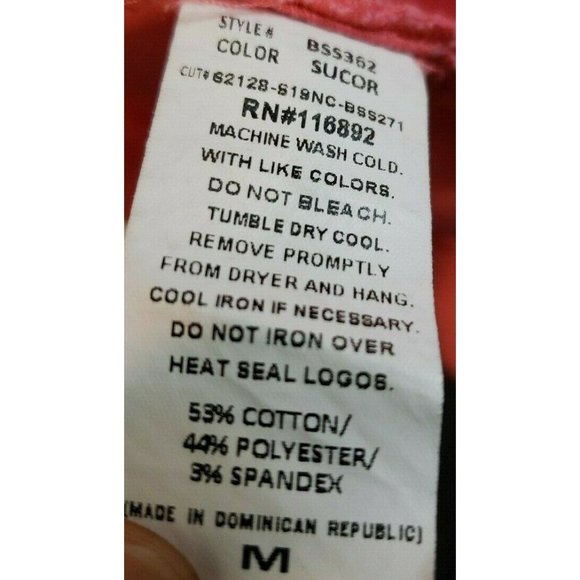 STYLE# BSS362
COLOR SUCOR
CUT# 62128-S19NC-BSS271
RN#116892
MACHINE WASH COLD.
WITH LIKE COLORS.
DO NOT BLEACH.
TUMBLE DRY COOL.
REMOVE PROMPTLY
FROM DRYER AND HANG.
COOL IRON IF NECESSARY.
DO NOT IRON OVER
HEAT SEAL LOGOS.
53% COTTON/
44% POLYESTER/
3% SPANDEX
(MADE IN DOMINICAN REPUBLIC)
M